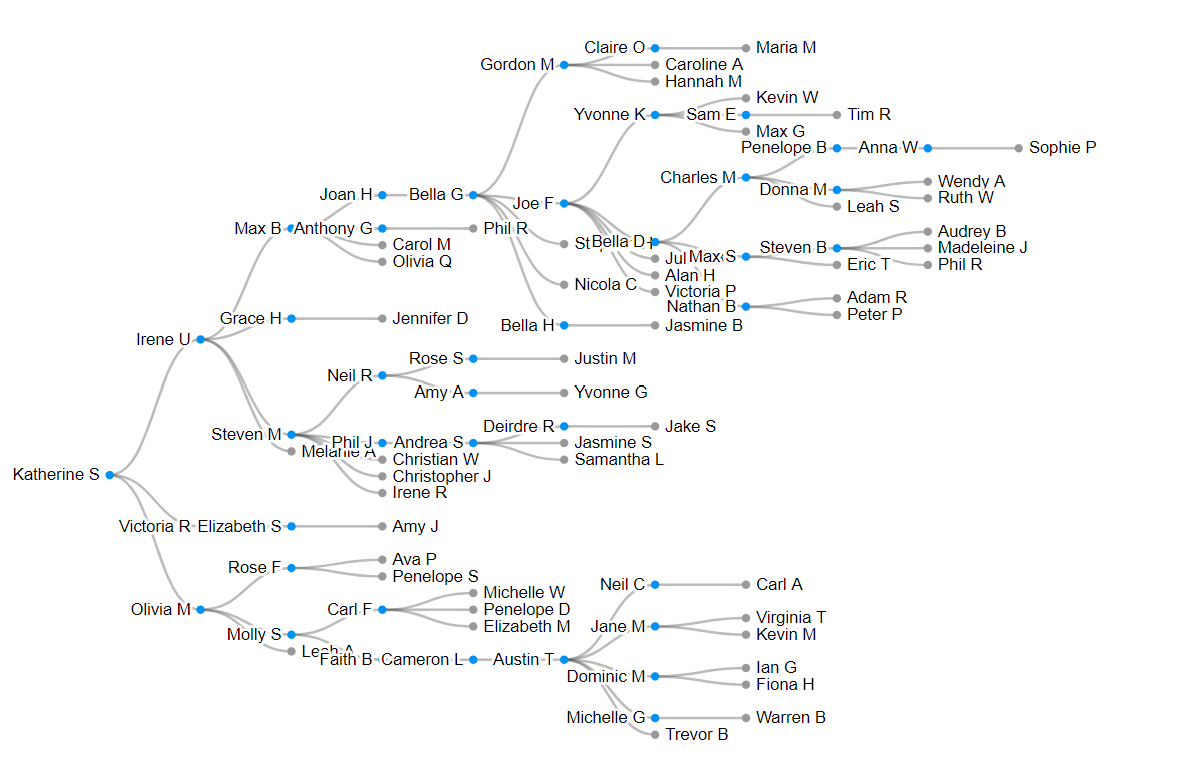 Claire O
Maria M
Gordon M
Caroline A
Hannah M
Kevin W
Yvonne K
Sam E
Tim R
Max G
Penelope B
Anna W
Sophie P
Charles M
Wendy A
Donna M
Joan H
Bella G
Ruth W
Joe F
Leah S
Max B
Anthony G
Phil R
Audrey B
Bella D
Carol M
Steven B
Madeleine J
Max S
Olivia Q
Eric T
Phil R
Alan H
Nicola C
Victoria P
Adam R
Nathan B
Peter P
Grace H
Jennifer D
Bella H
Jasmine B
Irene U
Rose S
Justin M
Neil R
Amy A
Yvonne G
Deirdre R
Jake S
Steven M
Phil J
Andrea S
Jasmine S
Melanie A
Christian W
Samantha L
Katherine S
Christopher J
Irene R
Victoria R
Elizabeth S
Amy J
Ava P
Rose F
Penelope S
Neil C
Carl A
Michelle W
Olivia M
Carl F
Penelope D
Virginia T
Elizabeth M
Jane M
Molly S
Kevin M
Leah A
Faith B
Cameron L
Austin T
Ian G
Dominic M
Fiona H
Michelle G
Warren B
Trevor B